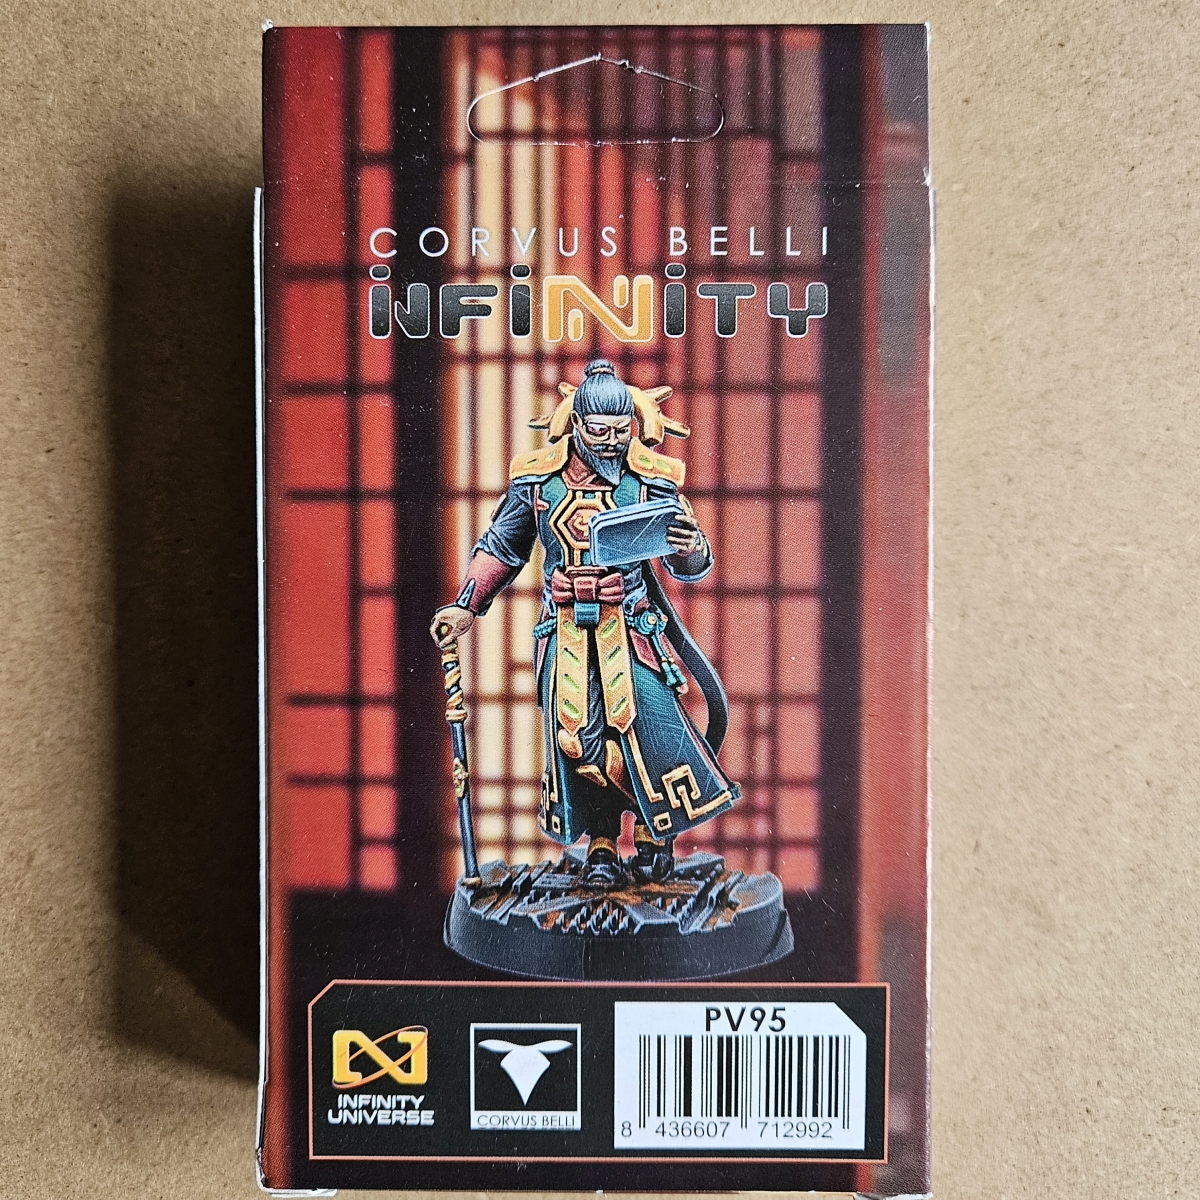 CORVUS BELLI
iNFiNiTY
PV95
INFINITY
UNIVERSE
CORVUS BELLI
8 436607 712992